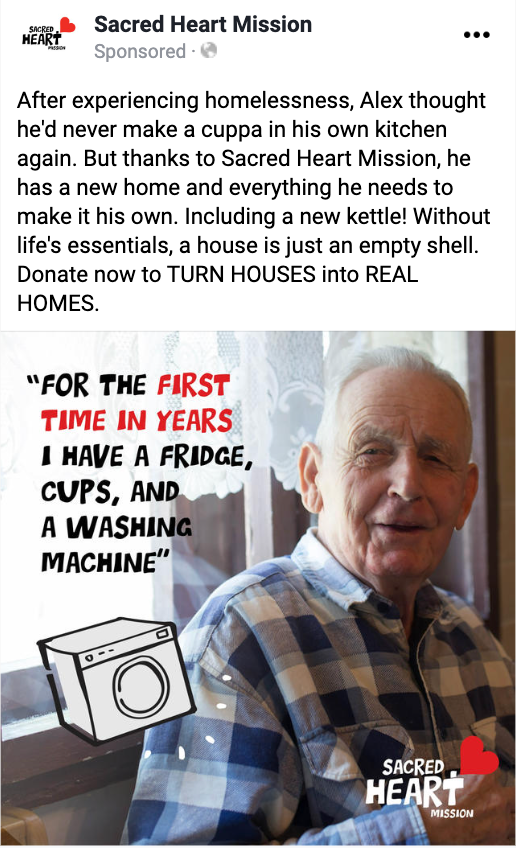 SACRED
HEART
MISSION
Sacred Heart Mission
Sponsored ·
After experiencing homelessness, Alex thought
he'd never make a cuppa in his own kitchen
again. But thanks to Sacred Heart Mission, he
has a new home and everything he needs to
make it his own. Including a new kettle! Without
life's essentials, a house is just an empty shell.
Donate now to TURN HOUSES into REAL
HOMES.
"FOR THE FIRST
TIME IN YEARS
I HAVE A FRIDGE,
CUPS, AND
A WASHING
MACHINE"
SACRED
HEART
MISSION